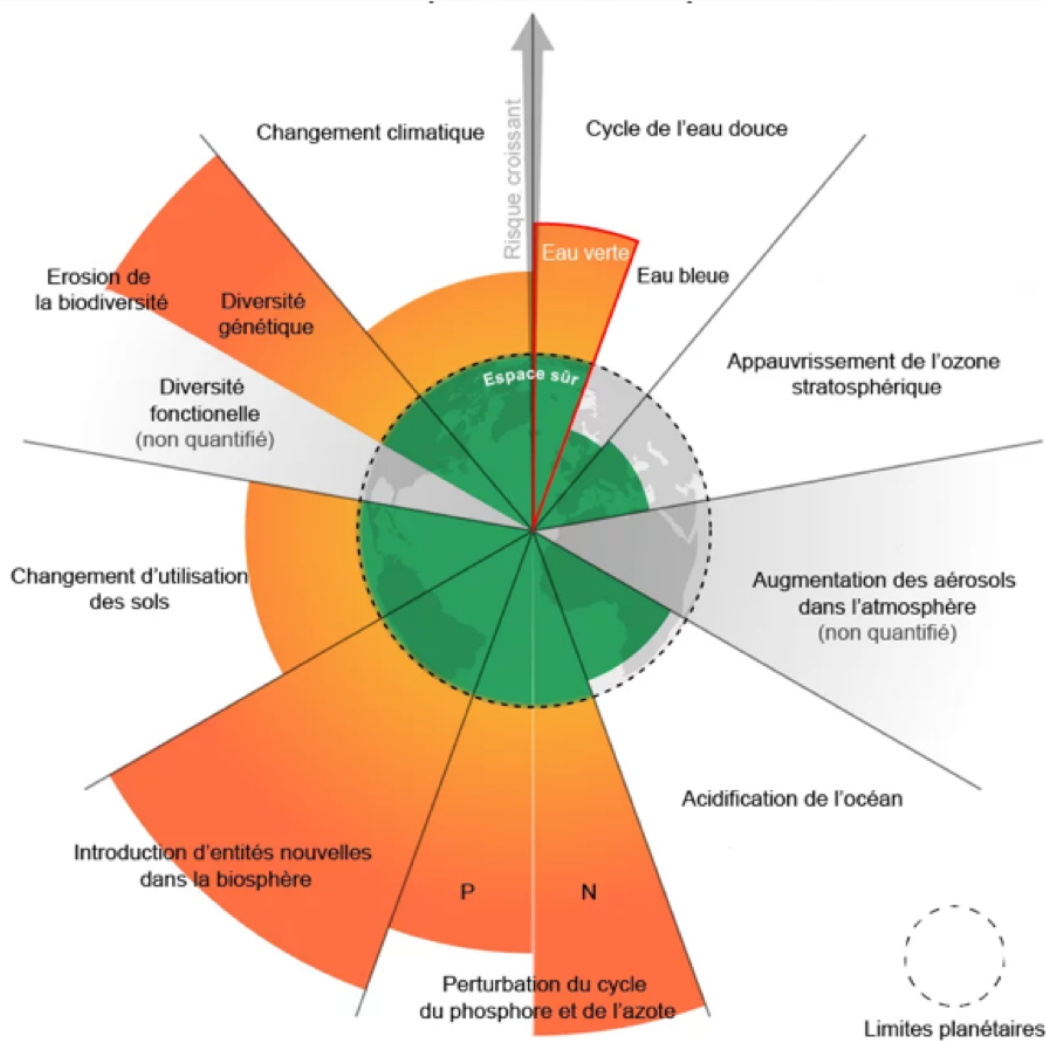 Changement climatique
Cycle de l'eau douce
Risque croissant
Eau verte
Eau bleue
Erosion de
la biodiversité
Diversité
génétique
Appauvrissement de l'ozone
stratosphérique
Espace sûr
Diversité
fonctionelle
(non quantifié)
Changement d'utilisation
des sols
Augmentation des aérosols
dans l'atmosphère
(non quantifié)
Acidification de l'océan
Introduction d'entités nouvelles
dans la biosphère
P
N
Perturbation du cycle
du phosphore et de l'azote
Limites planétaires